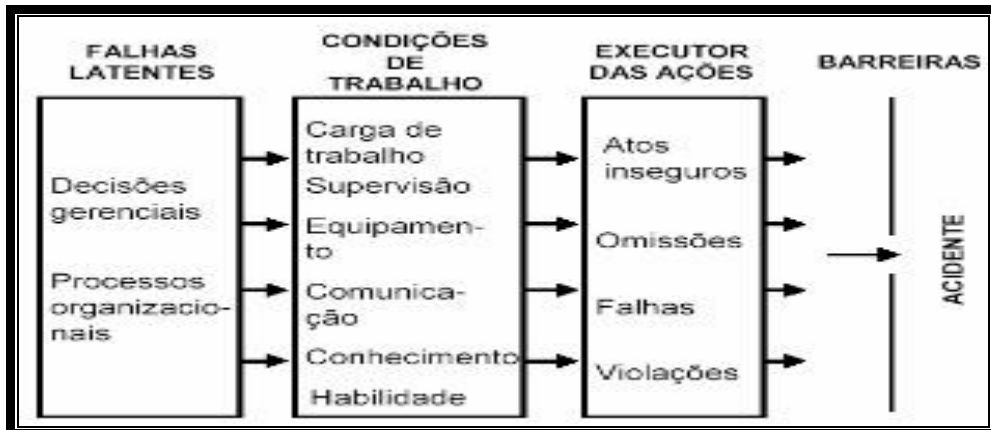 FALHAS
LATENTES
Decisões
gerenciais
Processos
organizacio-
nais
CONDIÇÕES
DE
TRABALHO
Carga de
trabalho
Supervisão
Equipamen-
to
Comunica-
ção
Conhecimento
Habilidade
EXECUTOR
DAS AÇÕES
Atos
inseguros
Omissões
Falhas
Violações
BARREIRAS
ACIDENTE